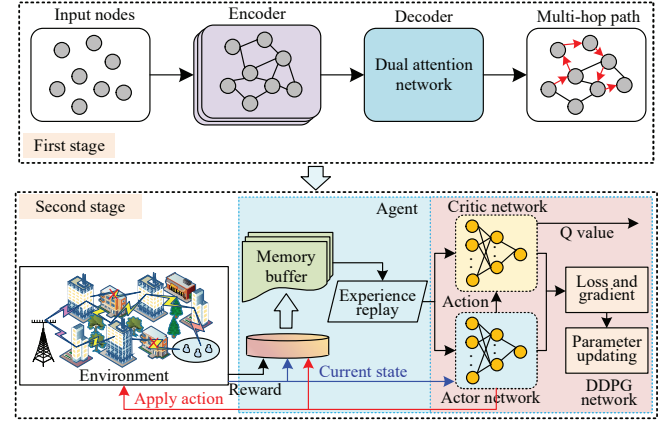 Input nodes
Encoder
Decoder
Multi-hop path
Dual attention
network
First stage
Second stage
Agent
Critic network
Q value
Memory
buffer
Experience
replay
Action
Loss and
gradient
Parameter
updating
Environment
Reward
Current state
Apply action
Actor network
DDPG
network